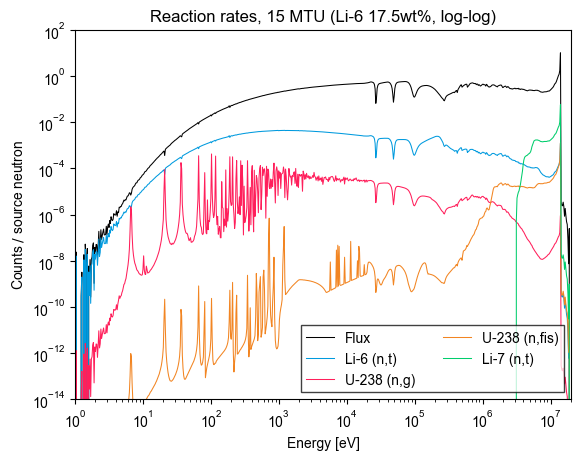 Reaction rates, 15 MTU (Li-6 17.5wt%, log-log)
Counts / source neutron
10^2
10^0
10^−2
10^−4
10^−6
10^−8
10^−10
10^−12
10^−14
Flux
Li-6 (n,t)
U-238 (n,g)
U-238 (n,fis)
Li-7 (n,t)
10^0 10^1 10^2 10^3 10^4 10^5 10^6 10^7
Energy [eV]